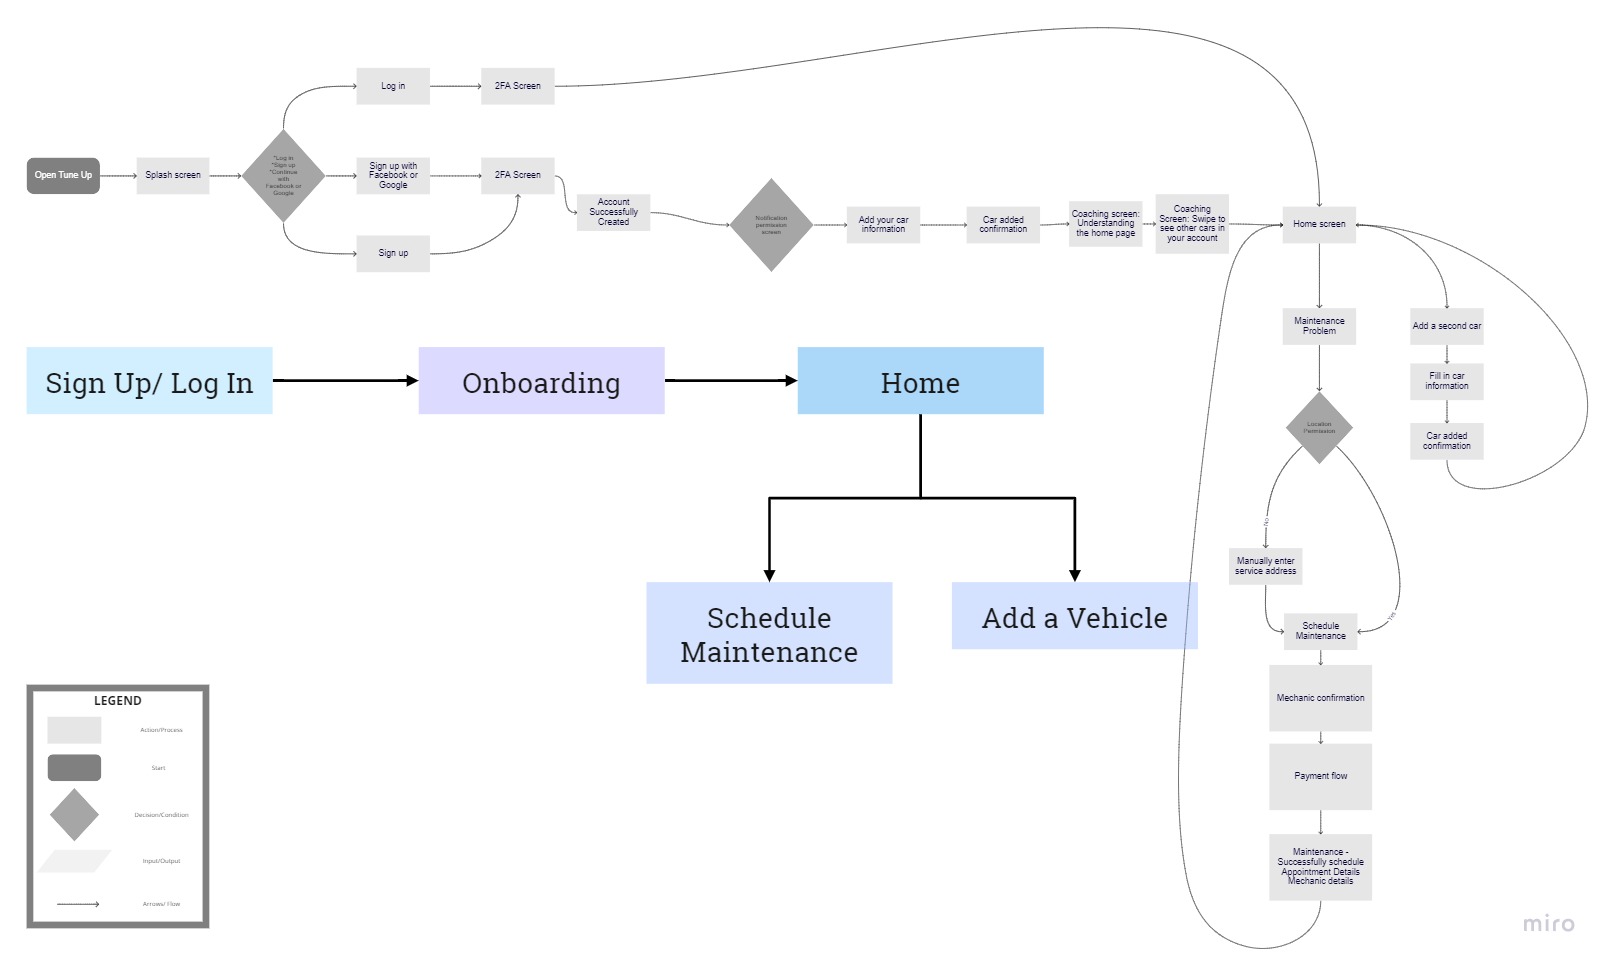 Log in
2FA Screen
Open Tune Up
Splash screen
*Log in
*Sign up
*Continue
with
Facebook or
Google
Sign up with
Facebook or
Google
2FA Screen
Sign up
Account
Successfully
Created
Notification
permission
screen
Add your car
information
Car added
confirmation
Coaching screen:
Understanding
the home page
Coaching
Screen: Swipe to
see other cars in
your account
Home screen
Maintenance
Problem
Add a second car
Fill in car
information
Car added
confirmation
Location
Permission
No
Yes
Manually enter
service address
Schedule
Maintenance
Mechanic confirmation
Payment flow
Maintenance -
Successfully schedule
Appointment Details
Mechanic details
Sign Up/ Log In
Onboarding
Home
Schedule
Maintenance
Add a Vehicle
LEGEND
Action/Process
Start
Decision/Condition
Input/Output
Arrows/ Flow
miro